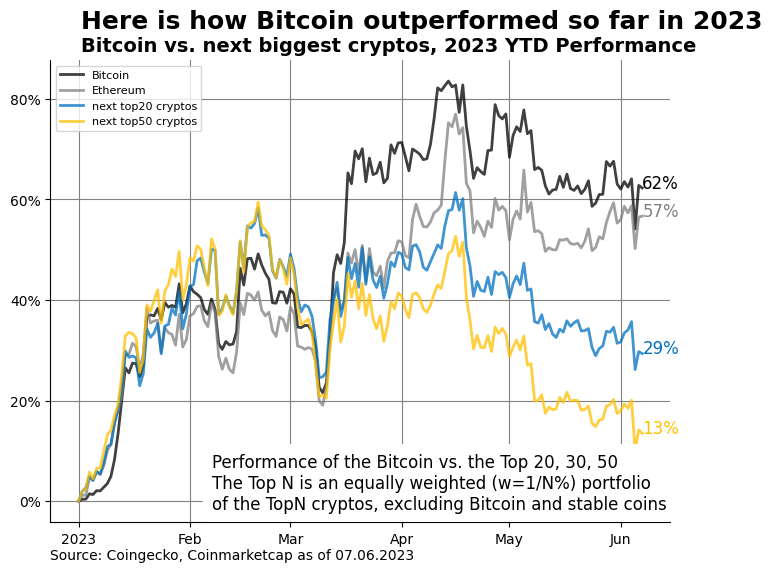 Here is how Bitcoin outperformed so far in 2023
Bitcoin vs. next biggest cryptos, 2023 YTD Performance
Bitcoin
Ethereum
next top20 cryptos
next top50 cryptos
80%
60%
40%
20%
0%
62%
57%
29%
13%
Performance of the Bitcoin vs. the Top 20, 30, 50
The Top N is an equally weighted (w=1/N%) portfolio
of the TopN cryptos, excluding Bitcoin and stable coins
2023 Feb Mar Apr May Jun
Source: Coingecko, Coinmarketcap as of 07.06.2023